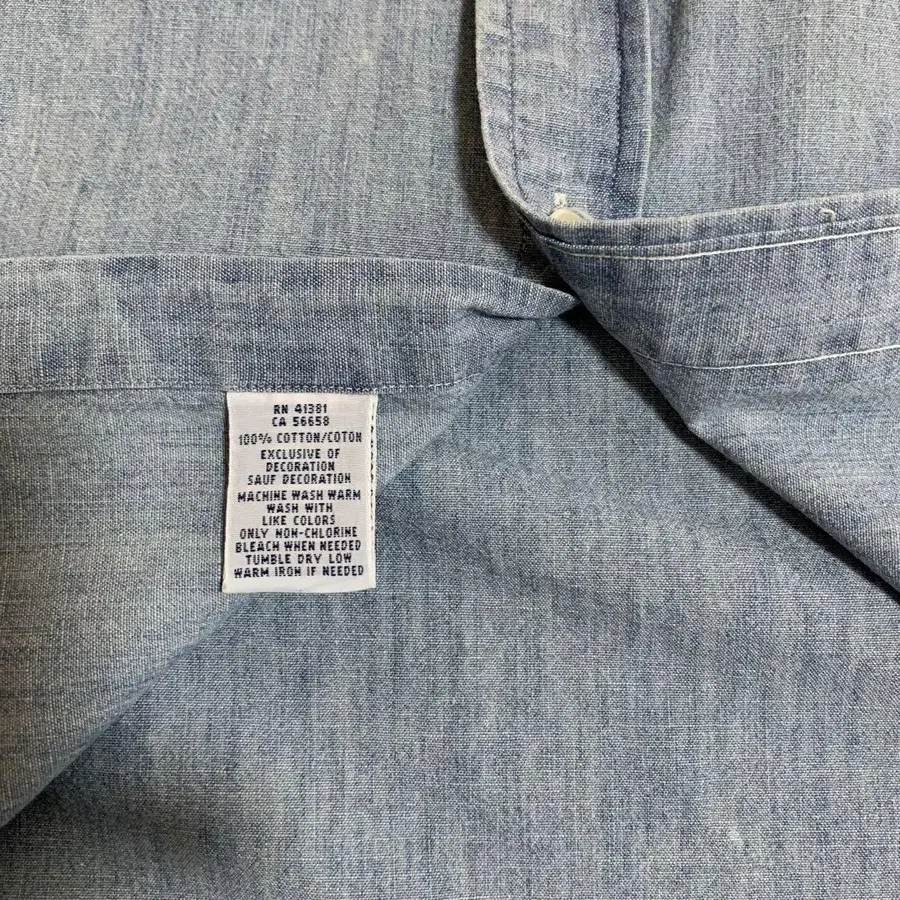 RN 41381
CA 56658
100% COTTON/COTON
EXCLUSIVE OF
DECORATION
SAUF DECORATION
MACHINE WASH WARM
WASH WITH
LIKE COLORS
ONLY NON-CHLORINE
BLEACH WHEN NEEDED
TUMBLE DRY LOW
WARM IRON IF NEEDED